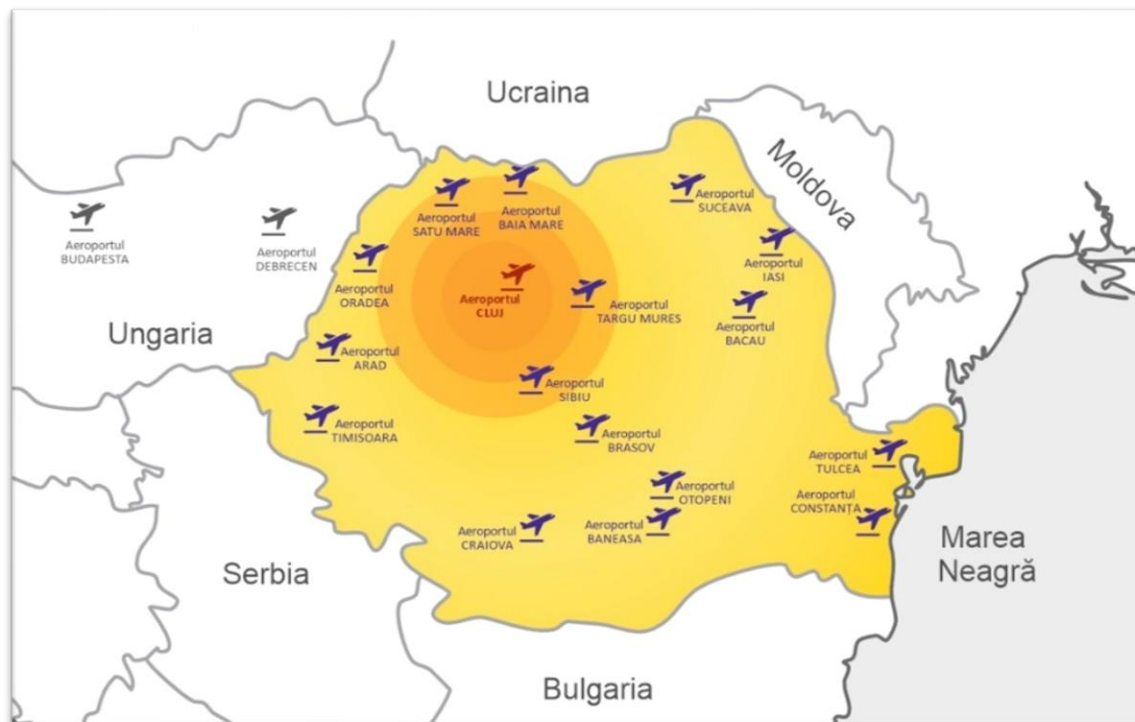 Ucraina
Moldova
Aeroportul
SATU MARE
Aeroportul
BAIA MARE
Aeroportul
SUCEAVA
Aeroportul
BUDAPESTA
Aeroportul
DEBRECEN
Aeroportul
IASI
Aeroportul
ORADEA
Aeroportul
CLUJ
Aeroportul
TARGU MURES
Aeroportul
BACAU
Ungaria
Aeroportul
ARAD
Aeroportul
SIBIU
Aeroportul
TIMISOARA
Aeroportul
BRASOV
Aeroportul
TULCEA
Aeroportul
OTOPENI
Aeroportul
CONSTANȚA
Aeroportul
CRAIOVA
Aeroportul
BANEASA
Marea
Neagră
Serbia
Bulgaria